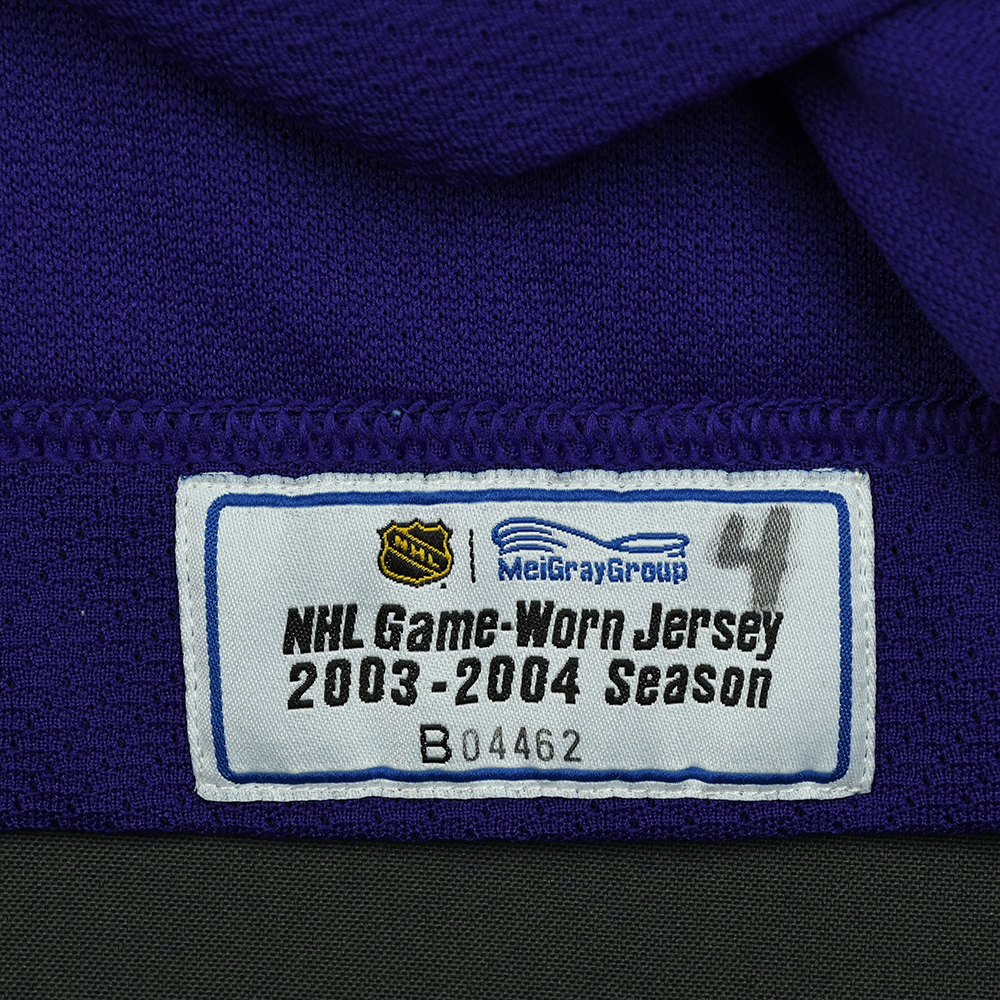 NHL
MeiGrayGroup
4
NHL Game-Worn Jersey
2003-2004 Season
B04462